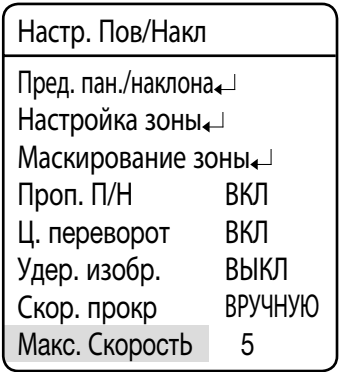 Настр. Пов/Накл
Пред. пан./наклона↵
Настройка зоны↵
Маскирование зоны↵
Проп. П/Н ВКЛ
Ц. переворот ВКЛ
Удер. изобр. ВЫКЛ
Скор. прокр ВРУЧНУЮ
Макс. СкоростЬ 5